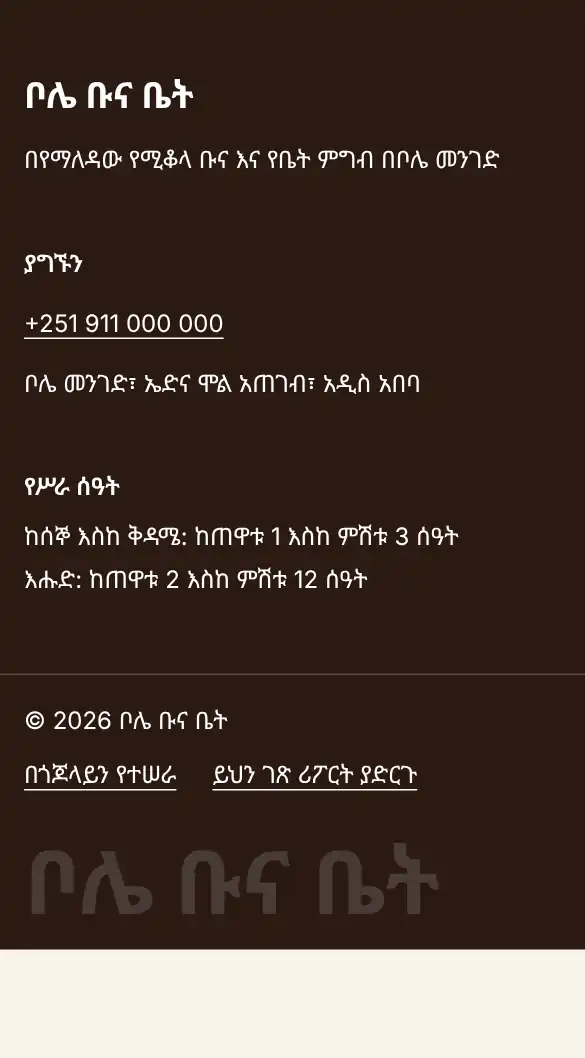 ቦሌ ቡና ቤት
በየማለዳው የሚቆላ ቡና እና የቤት ምግብ በቦሌ መንገድ
ያግኙን
+251 911 000 000
ቦሌ መንገድ፣ ኤድና ሞል አጠገብ፣ አዲስ አበባ
የሥራ ሰዓት
ከሰኞ እስከ ቅዳሜ: ከጠዋቱ 1 እስከ ምሽቱ 3 ሰዓት
እሑድ: ከጠዋቱ 2 እስከ ምሽቱ 12 ሰዓት
© 2026 ቦሌ ቡና ቤት
በጎጆላይን የተሠራ ይህን ገጽ ሪፖርት ያድርጉ
ቦሌ ቡና ቤት